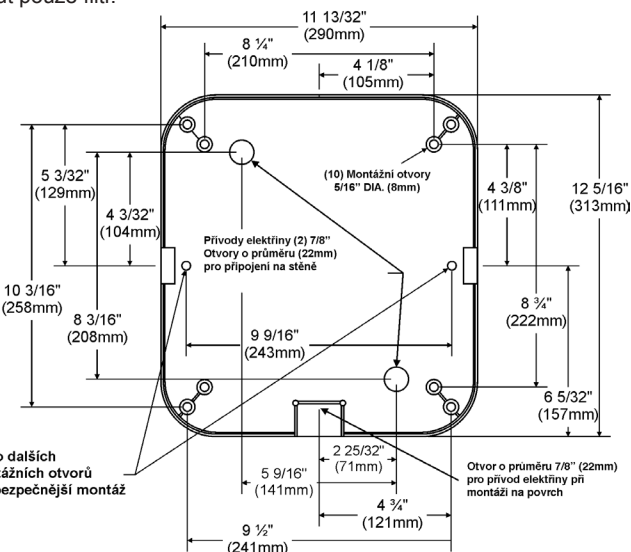 pouze filtr.
11 13/32"
(290mm)
8 ¼"
(210mm)
4 1/8"
(105mm)
5 3/32"
(129mm)
4 3/32"
(104mm)
(10) Montážní otvory
5/16” DIA. (8mm)
4 3/8"
(111mm)
12 5/16"
(313mm)
Přívody elektřiny (2) 7/8”
Otvory o průměru (22mm)
pro připojení na stěně
10 3/16"
(258mm)
8 3/16"
(208mm)
9 9/16"
(243mm)
8 ¾"
(222mm)
6 5/32"
(157mm)
dalších
otvorů
montáž
2 25/32"
(71mm)
5 9/16"
(141mm)
4 ¾"
(121mm)
9 ½"
(241mm)
Otvor o průměru 7/8” (22mm)
pro přívod elektřiny při
montáži na povrch